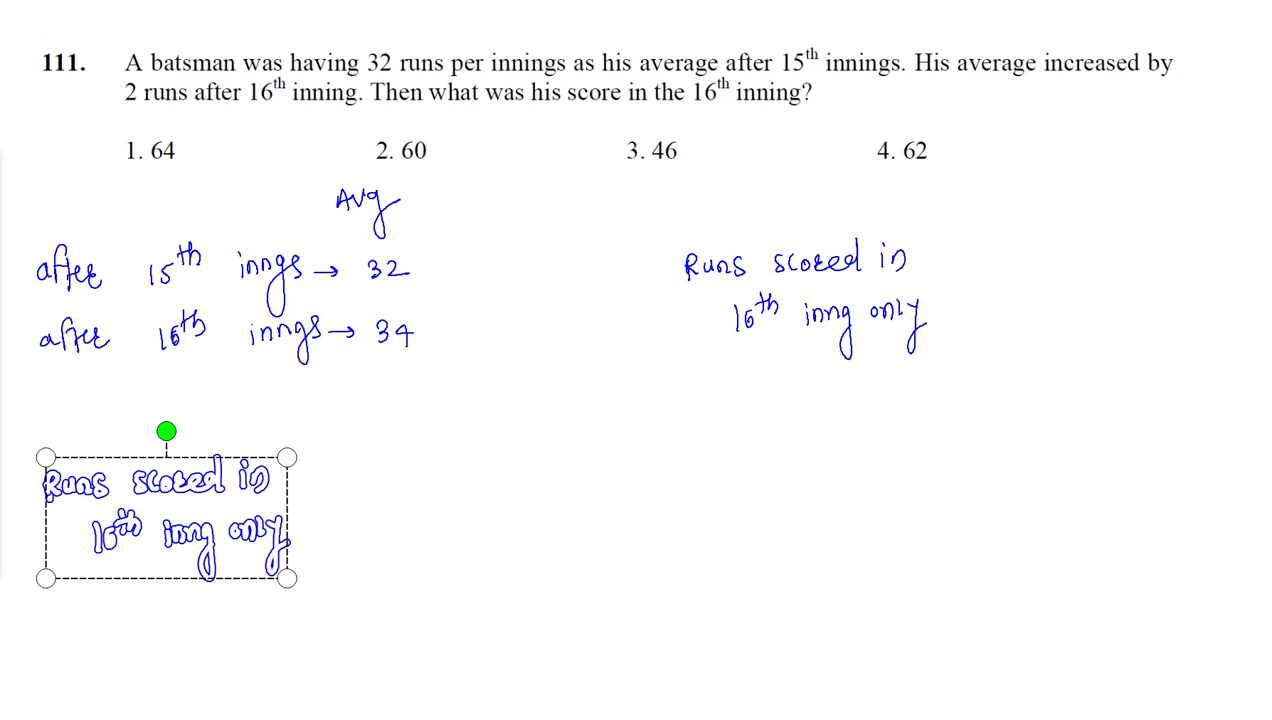 111. A batsman was having 32 runs per innings as his average after 15th innings. His average increased by
2 runs after 16th inning. Then what was his score in the 16th inning?
1. 64 2. 60 3. 46 4. 62
Avg
after 15th inngs → 32
after 16th inngs → 34
Runs scored in
16th inng only
Runs scored in
16th inng only